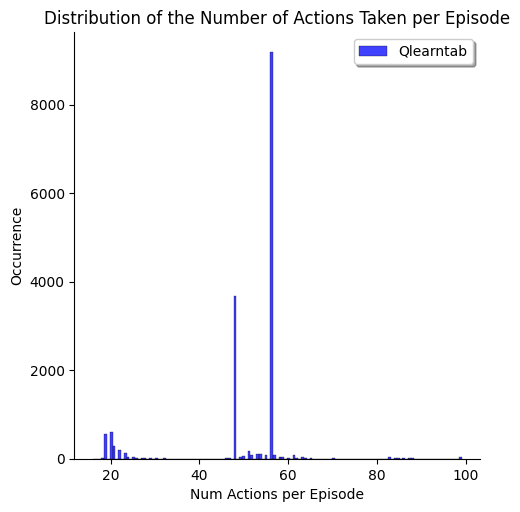 Distribution of the Number of Actions Taken per Episode
Qlearntab
8000
6000
4000
2000
0
Occurrence
20 40 60 80 100
Num Actions per Episode